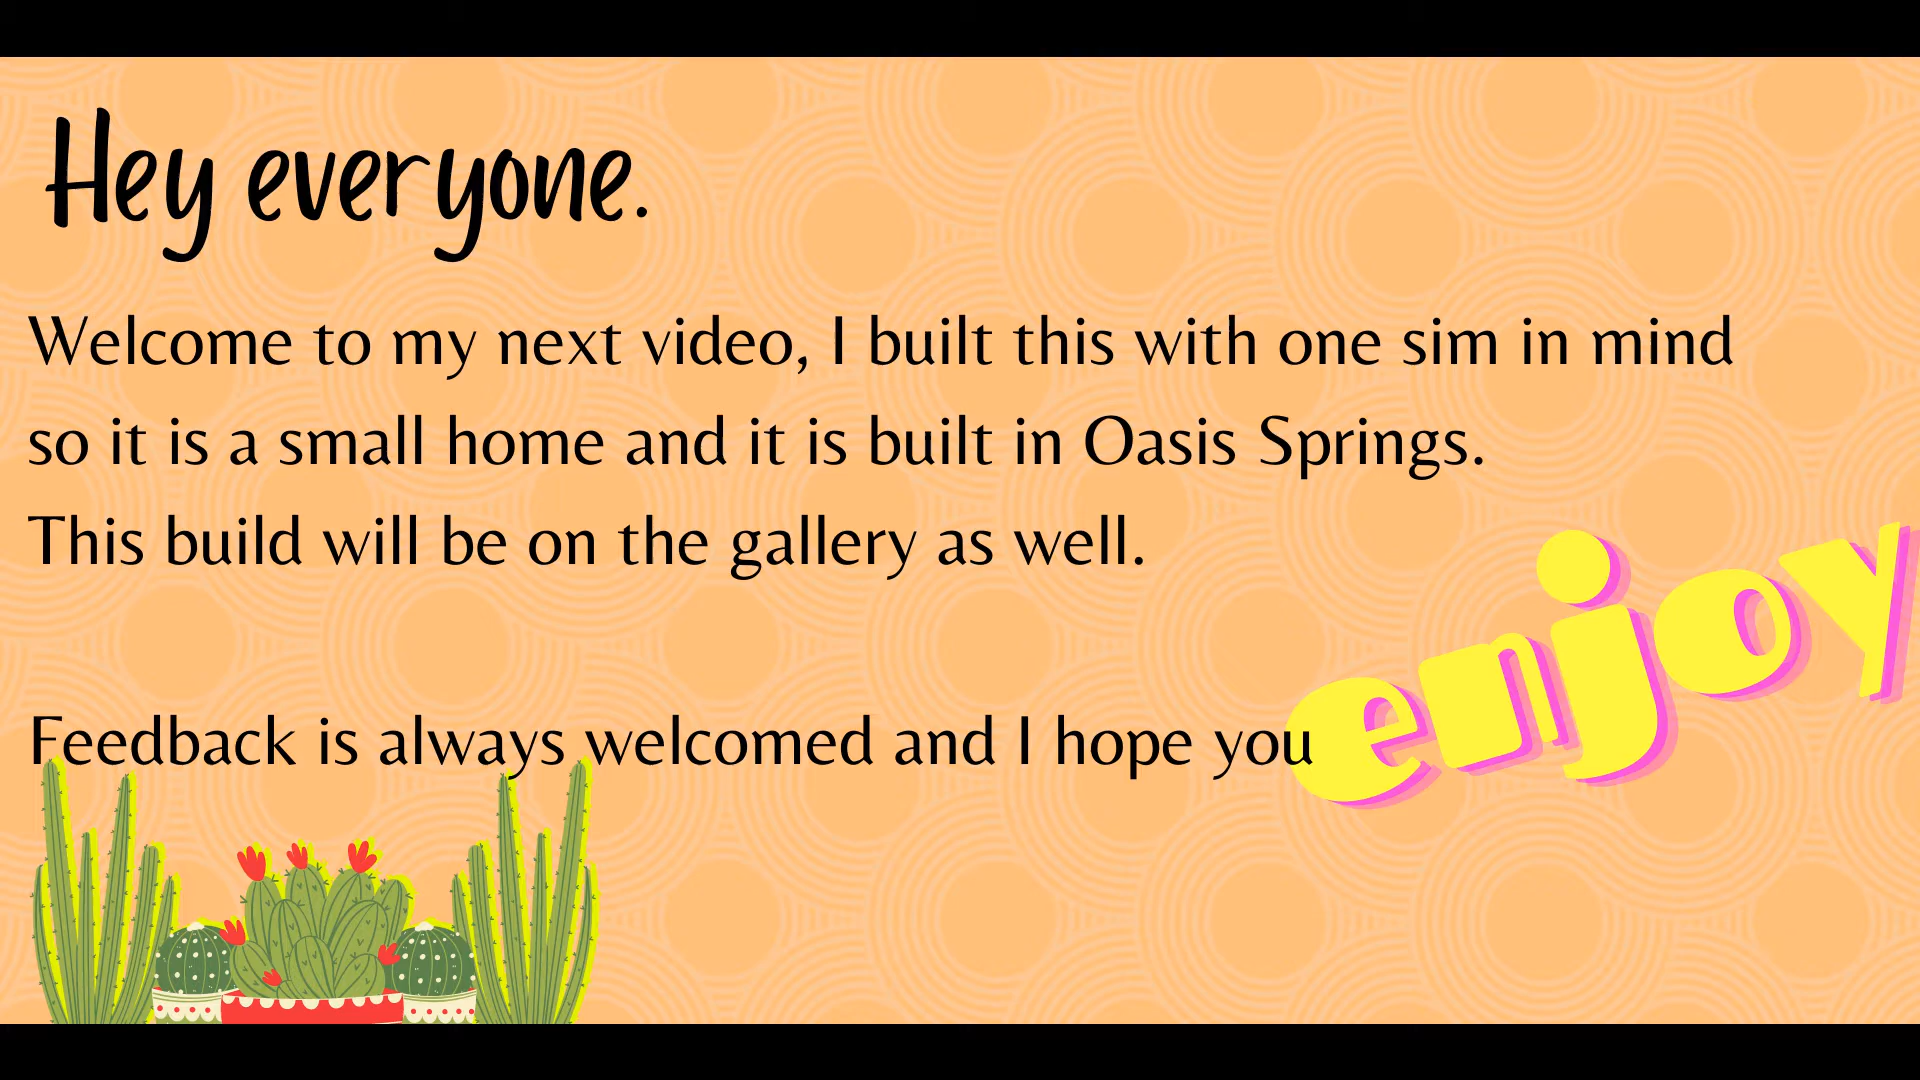 Hey everyone.
Welcome to my next video, I built this with one sim in mind
so it is a small home and it is built in Oasis Springs.
This build will be on the gallery as well.
Feedback is always welcomed and I hope you enjoy